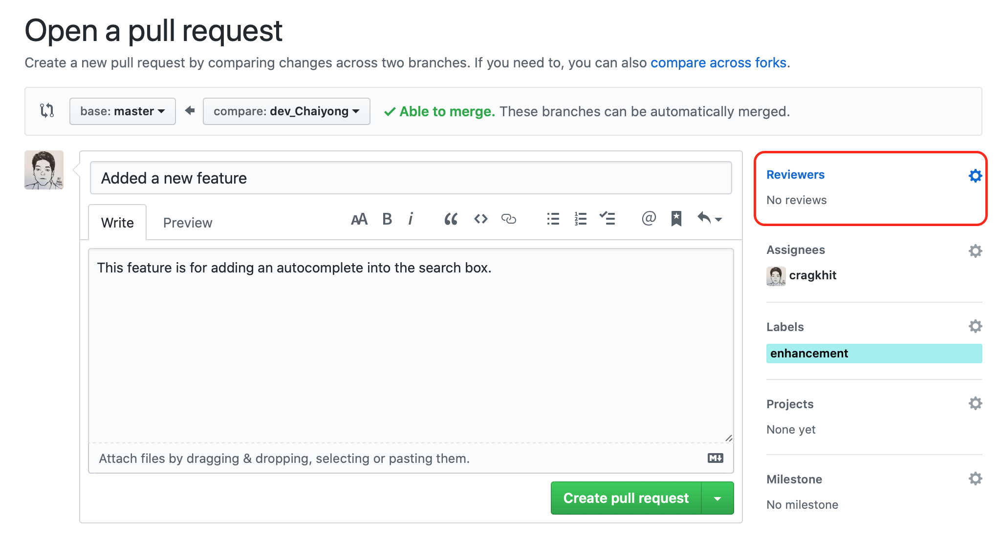 Open a pull request
Create a new pull request by comparing changes across two branches. If you need to, you can also compare across forks.
base: master
compare: dev_Chaiyong
Able to merge. These branches can be automatically merged.
Added a new feature
Write
Preview
AA B i
@
This feature is for adding an autocomplete into the search box.
Attach files by dragging & dropping, selecting or pasting them.
M
Create pull request
Reviewers
No reviews
Assignees
cragkhit
Labels
enhancement
Projects
None yet
Milestone
No milestone